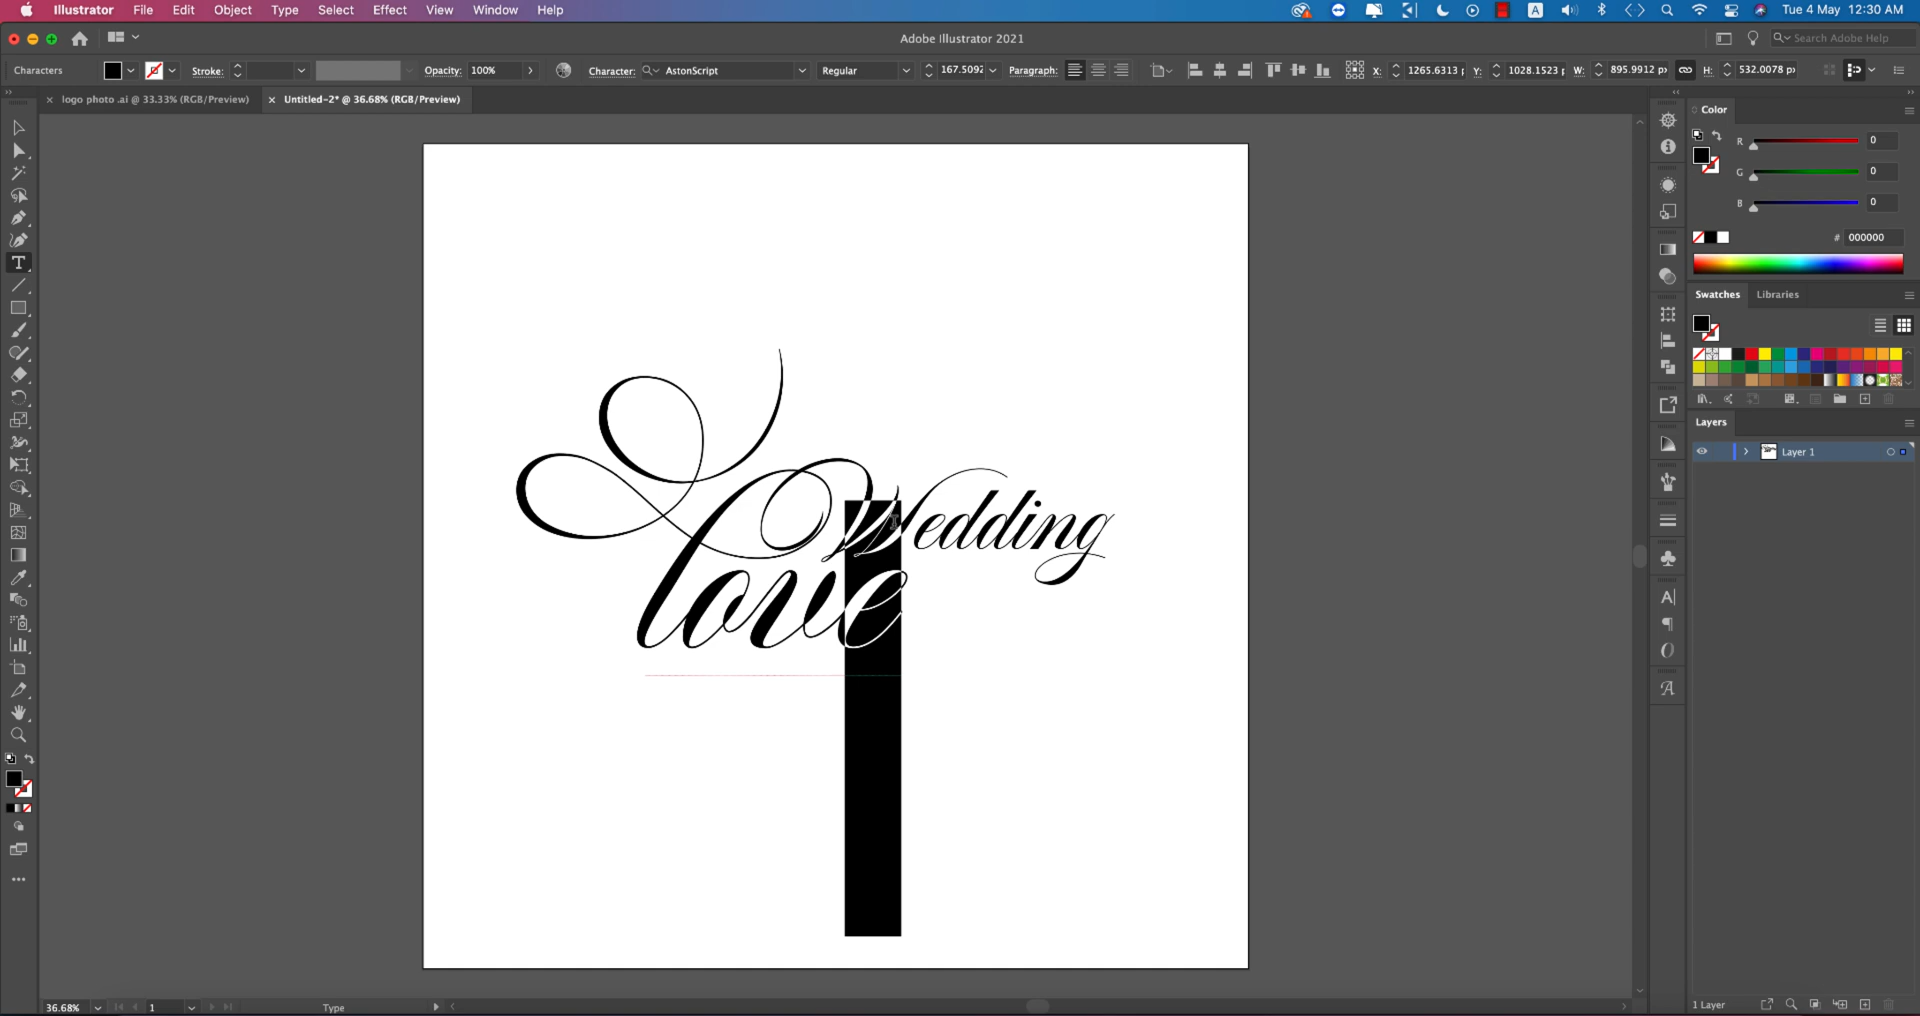 Illustrator File Edit Object Type Select Effect View Window Help
A Tue 4 May 12:30 AM
Adobe Illustrator 2021
Search Adobe Help
Characters Stroke: Opacity: 100% Character: AstonScript Regular 167.5092 Paragraph: X: 1265.6313 p Y: 1028.1523 p W: 895.9912 px H: 532.0078 px
× logo photo .ai @ 33.33% (RGB/Preview) × Untitled-2* @ 36.68% (RGB/Preview)
Color
R 0
G 0
B 0
# 000000
Swatches Libraries
Layers
Layer 1
Wedding
love
36.68% 1 Type
1 Layer